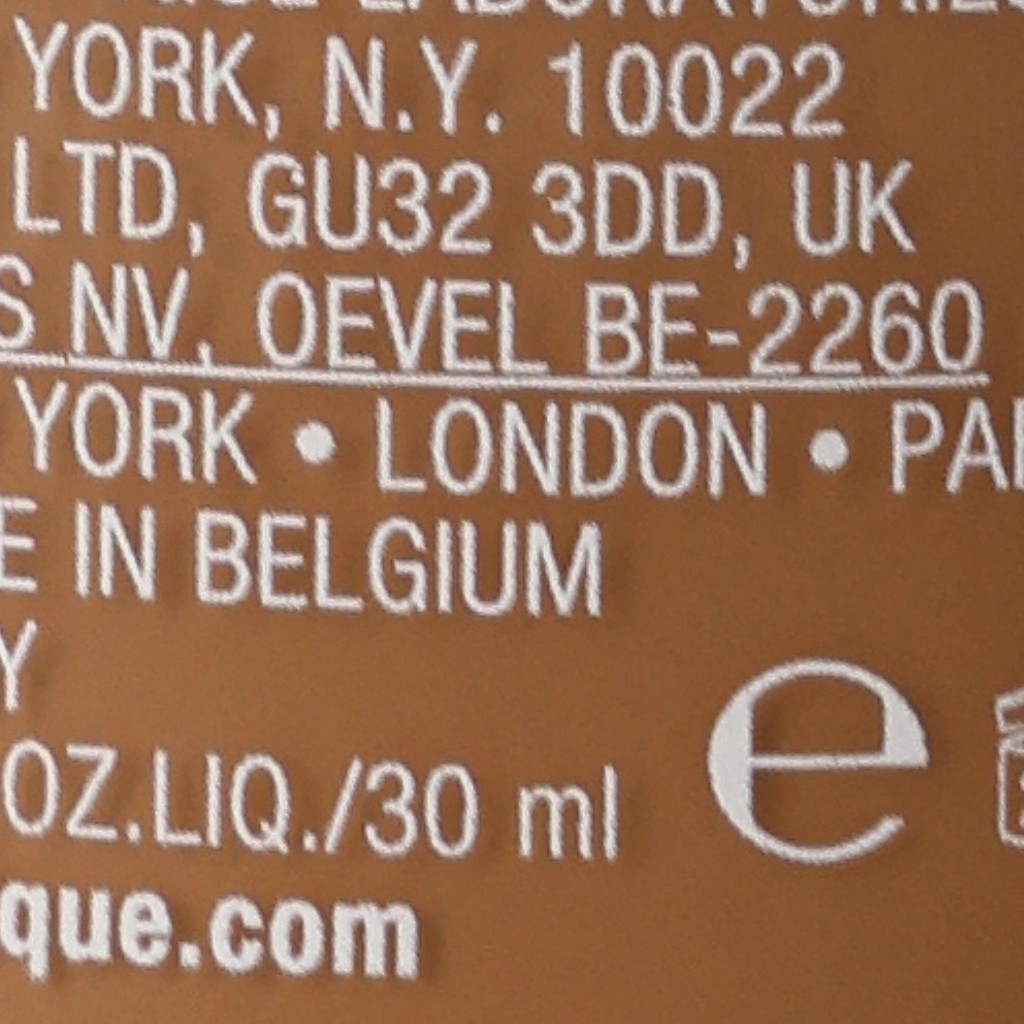 LABORATORIES
YORK, N.Y. 10022
LTD, GU32 3DD, UK
S NV, OEVEL BE-2260
YORK • LONDON • PA
E IN BELGIUM
Y
OZ.LIQ./30 ml
e
que.com